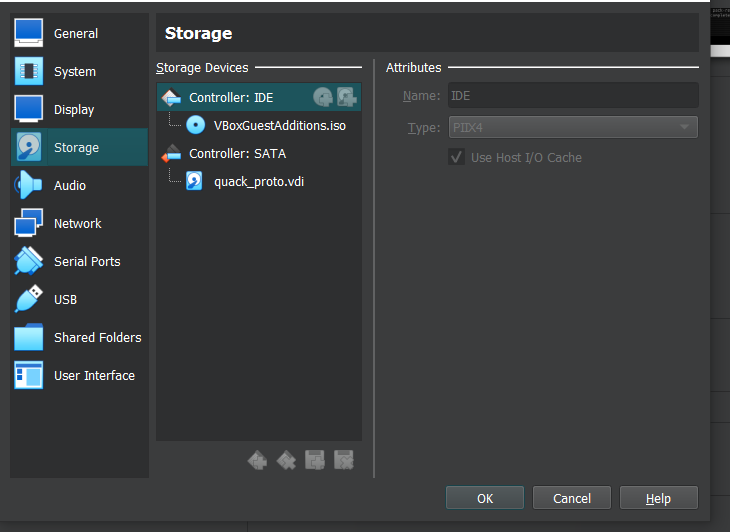 General
System
Display
Storage
Audio
Network
Serial Ports
USB
Shared Folders
User Interface
Storage
Storage Devices
Controller: IDE
VBoxGuestAdditions.iso
Controller: SATA
quack_proto.vdi
Attributes
Name: IDE
Type: PIIX4
Use Host I/O Cache
OK Cancel Help